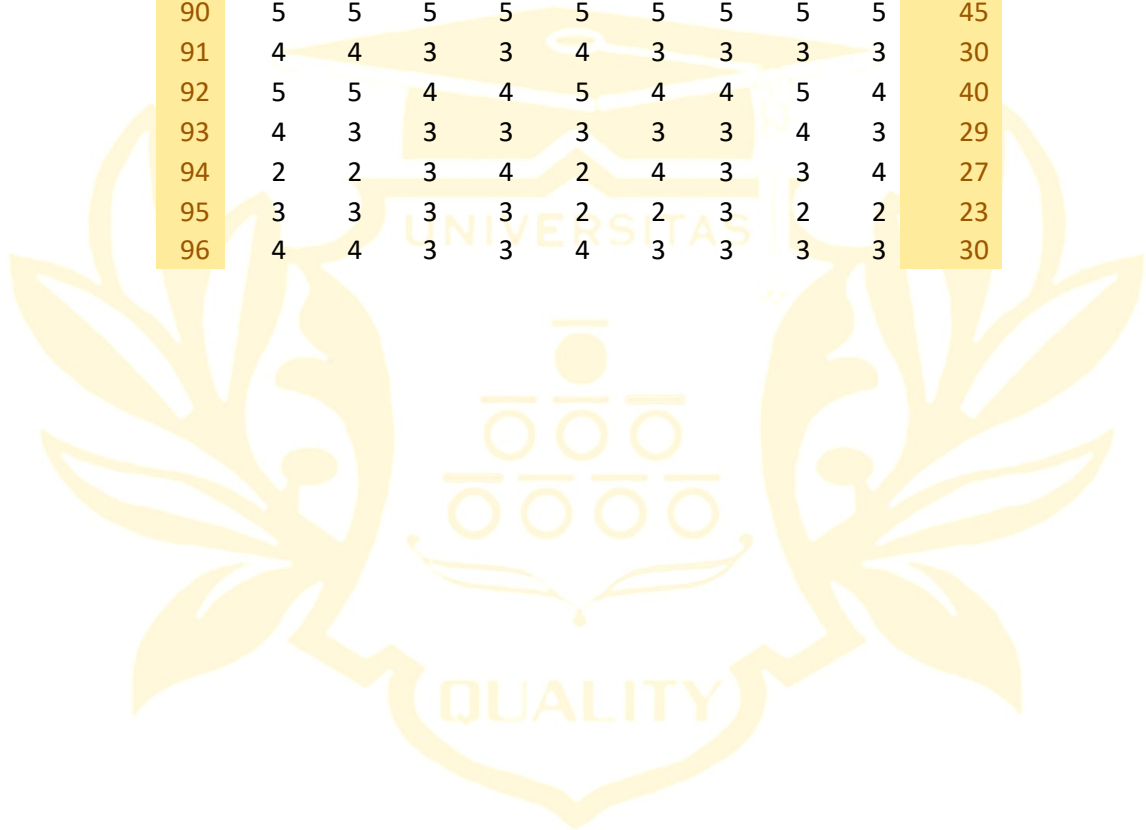 90 5 5 5 5 5 5 5 5 5 45
91 4 4 3 3 4 3 3 3 3 30
92 5 5 4 4 5 4 4 5 4 40
93 4 3 3 3 3 3 3 4 3 29
94 2 2 3 4 2 4 3 3 4 27
95 3 3 3 3 2 2 3 2 2 23
96 4 4 3 3 4 3 3 3 3 30
UNIVERSITAS
QUALITY